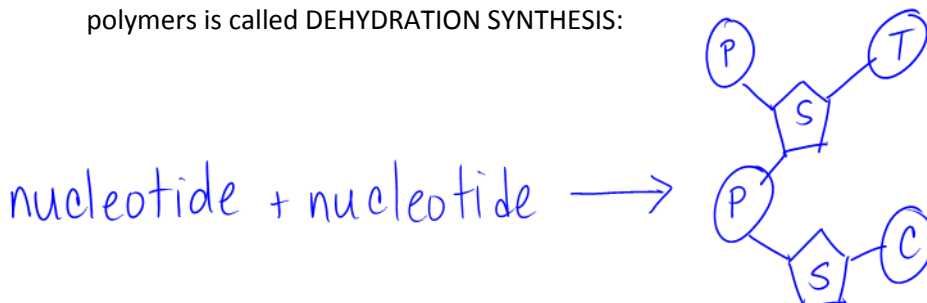 polymers is called DEHYDRATION SYNTHESIS:
P T
S
nucleotide + nucleotide → P
C
S